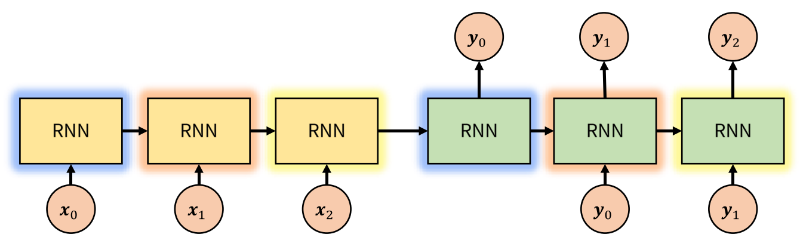 y₀ y₁ y₂
RNN RNN RNN RNN RNN RNN
x₀ x₁ x₂ y₀ y₁